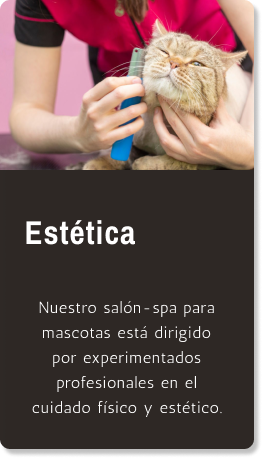 Estética
Nuestro salón-spa para
mascotas está dirigido
por experimentados
profesionales en el
cuidado físico y estético.